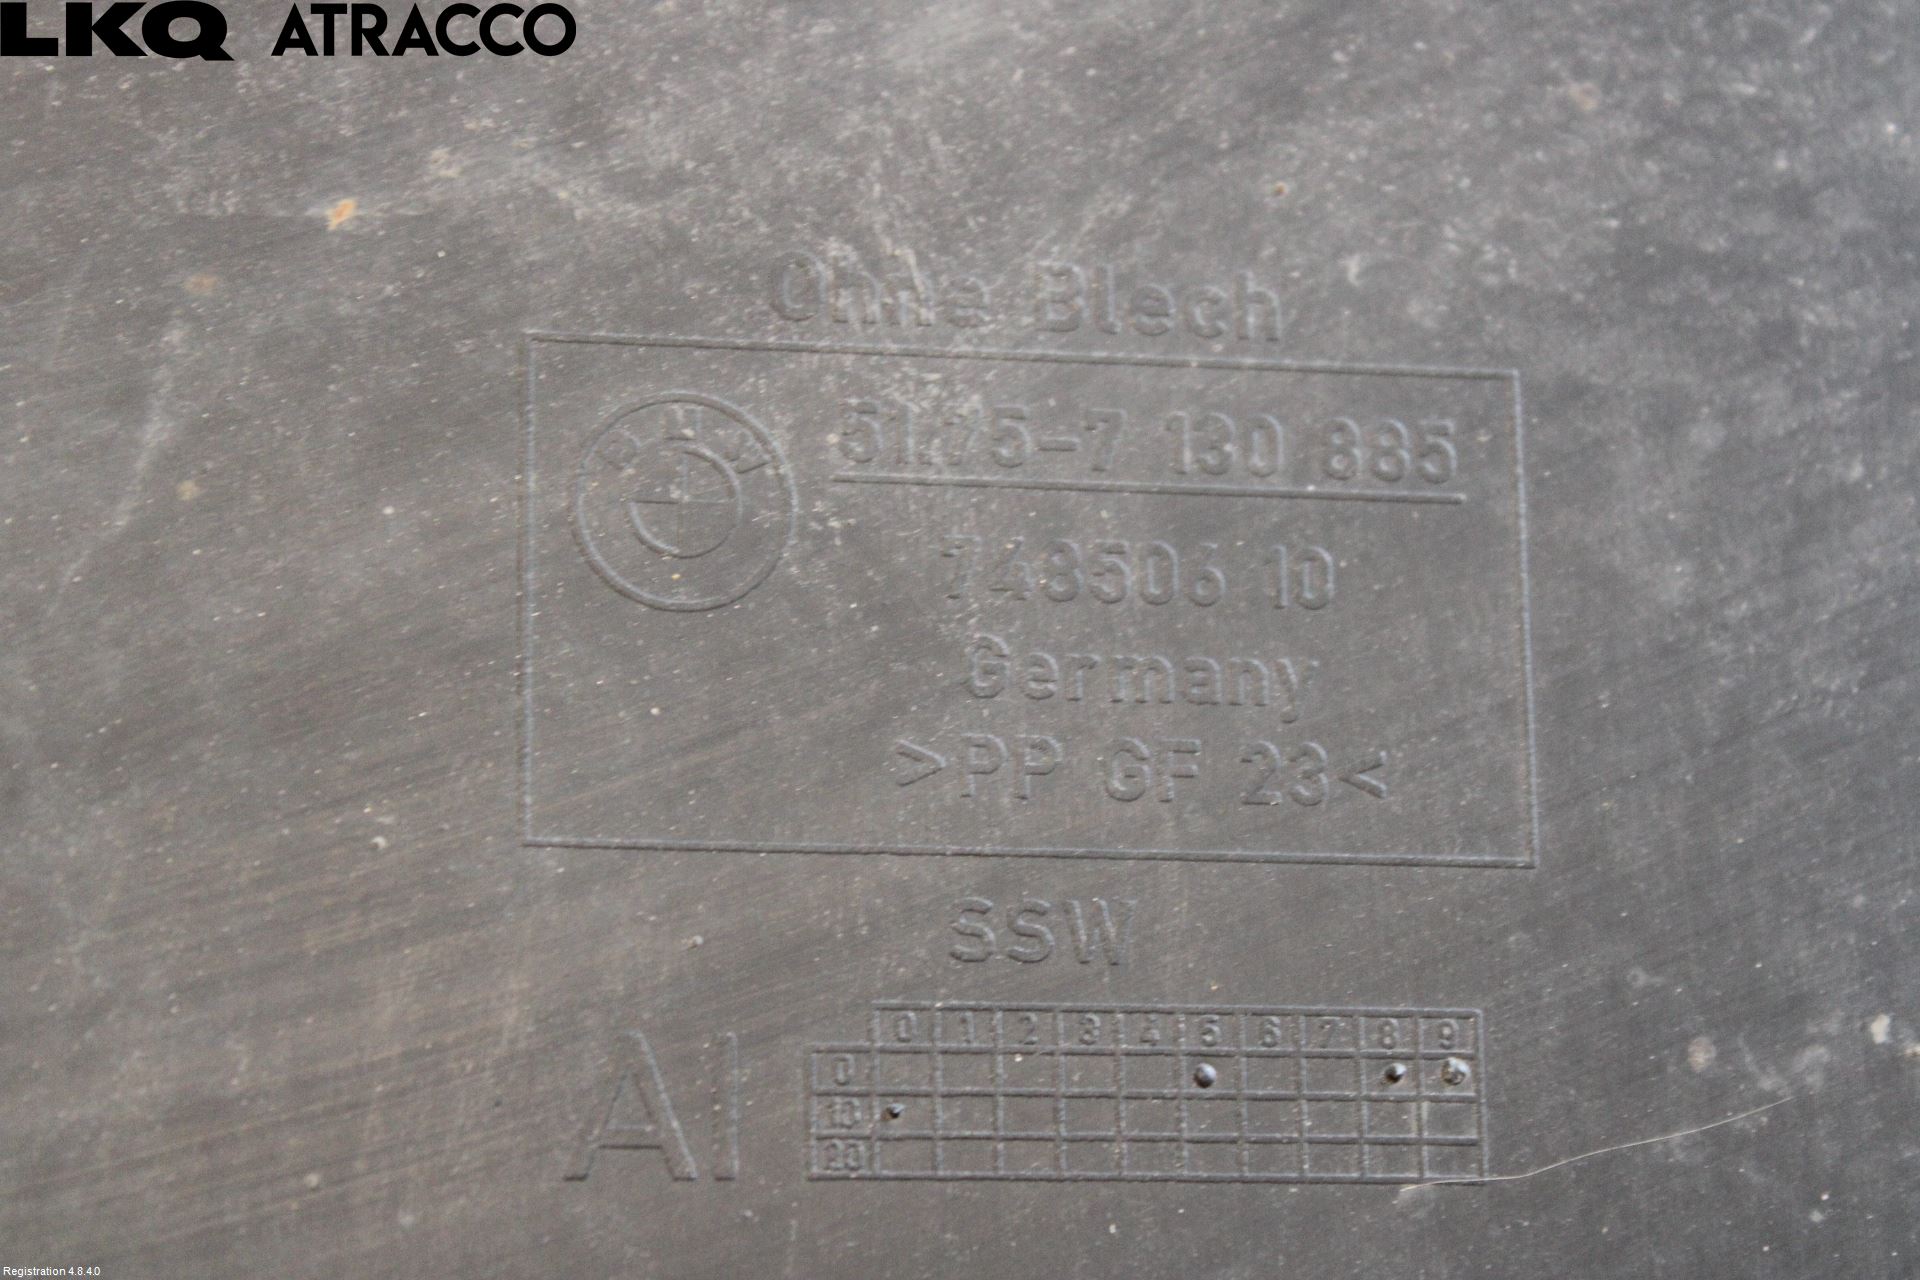 LKQ ATRACCO
Ohne Blech
BMW
51.75-7 130 885
748506 10
Germany
>PP GF 23<
SSW
AI
0 1 2 3 4 5 6 7 8 9
0
10
20
Registration 4.8.4.0